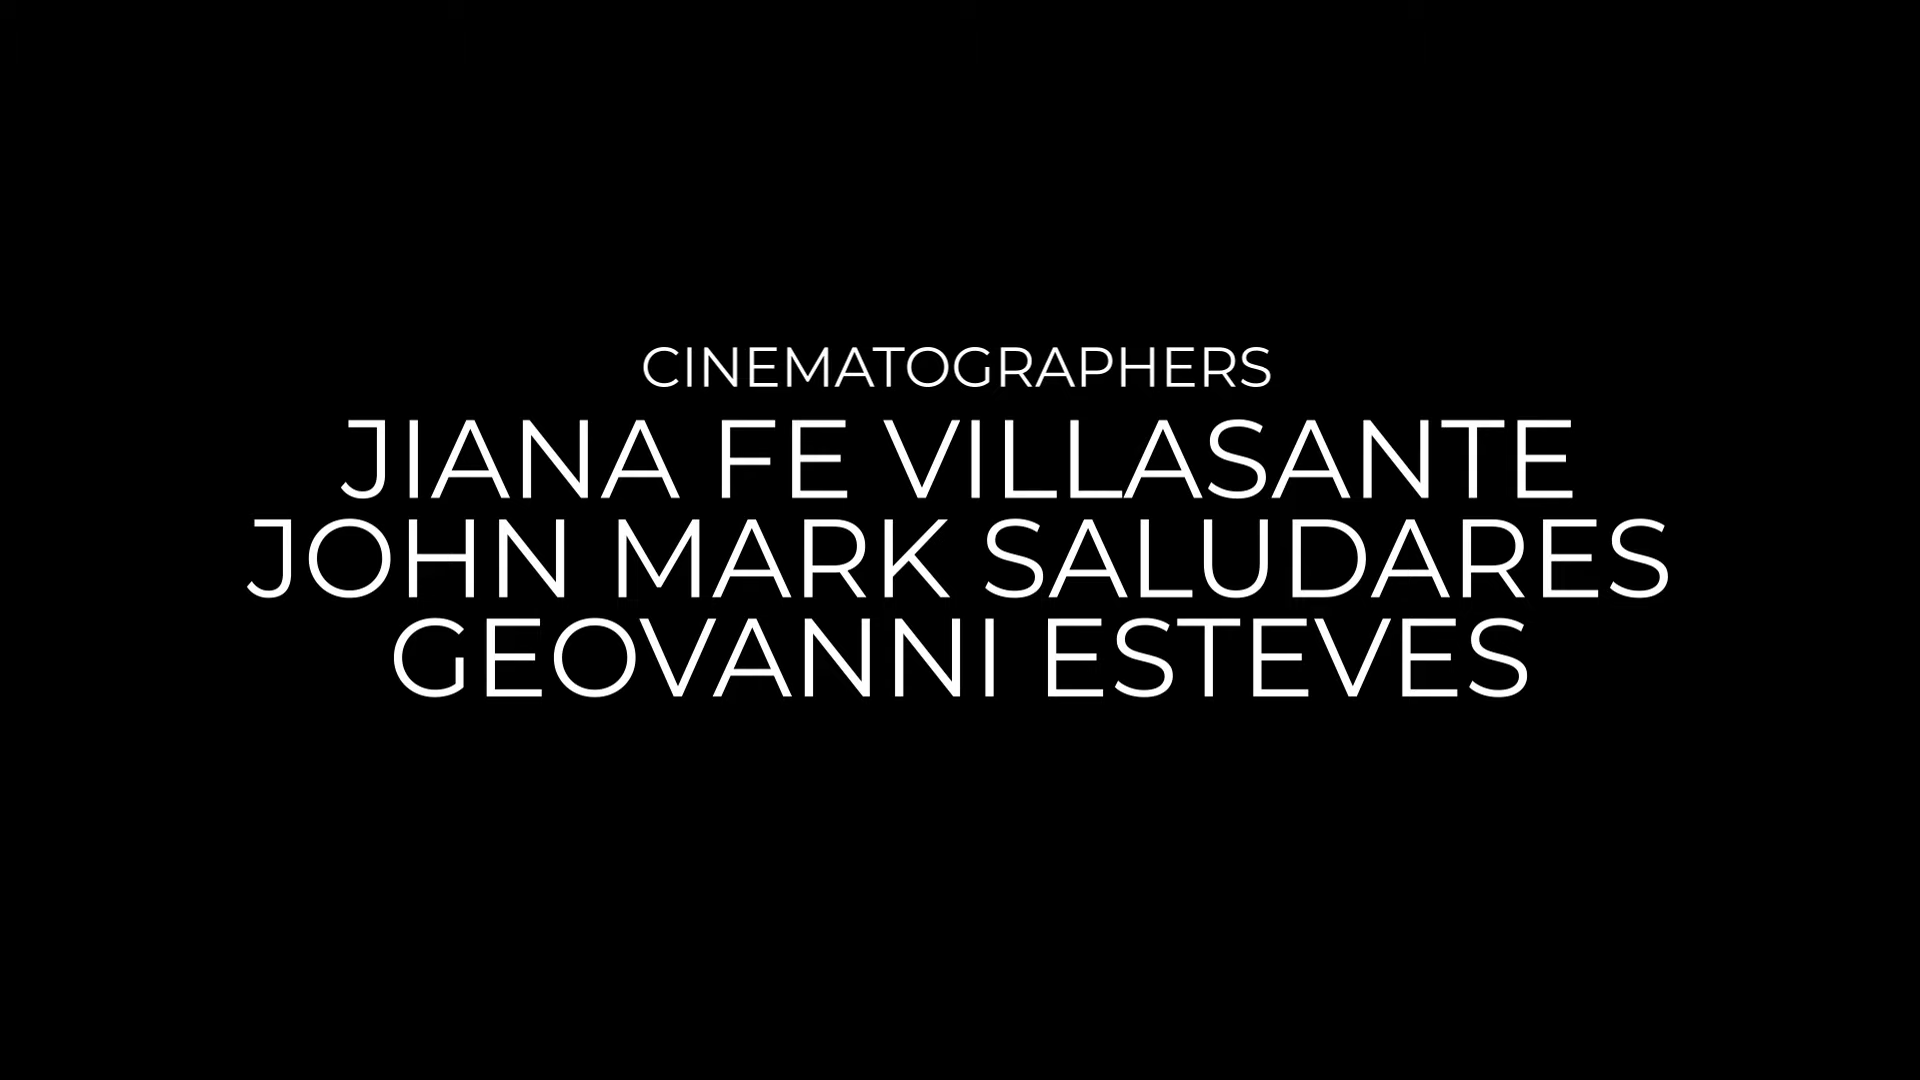 CINEMATOGRAPHERS
JIANA FE VILLASANTE
JOHN MARK SALUDARES
GEOVANNI ESTEVES